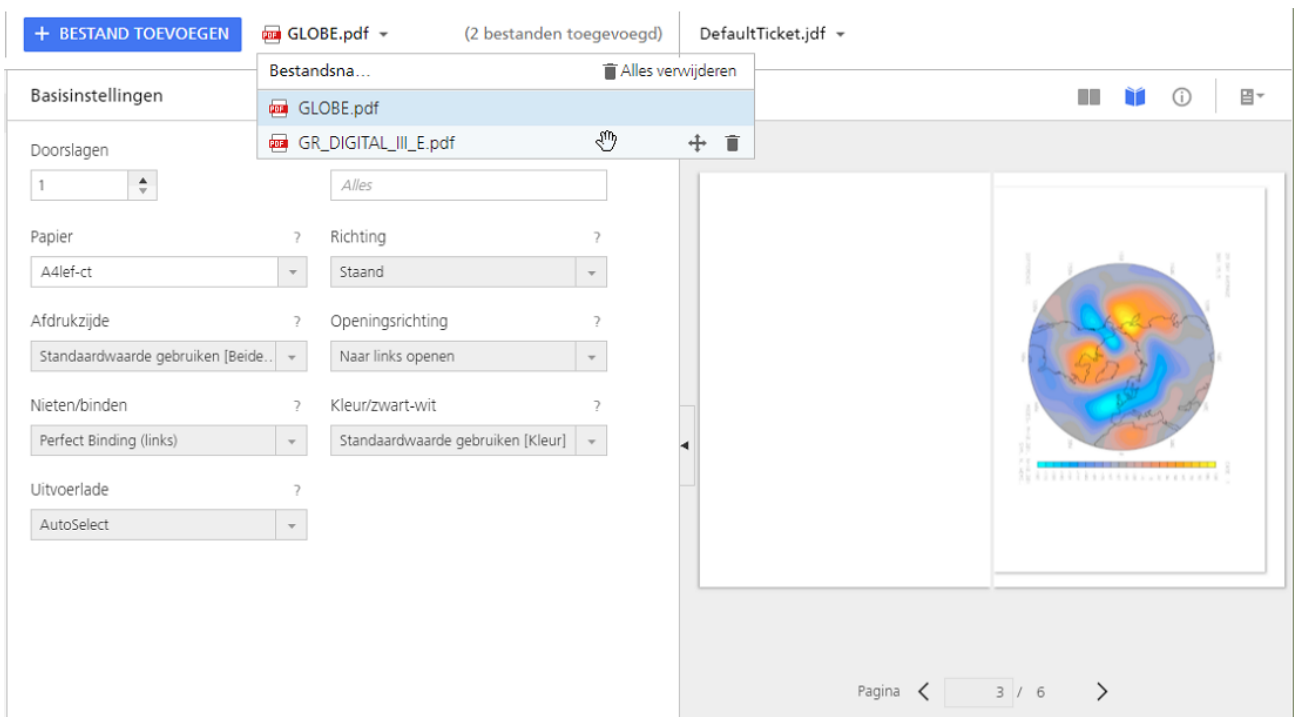 + BESTAND TOEVOEGEN GLOBE.pdf (2 bestanden toegevoegd) DefaultTicket.jdf
Bestandsna... Alles verwijderen
Basisinstellingen
PDF GLOBE.pdf
PDF GR_DIGITAL_III_E.pdf
Doorslagen
1 Alles
Papier ? Richting ?
A4lef-ct Staand
Afdrukzijde ? Openingsrichting ?
Standaardwaarde gebruiken [Beide.. Naar links openen
Nieten/binden ? Kleur/zwart-wit ?
Perfect Binding (links) Standaardwaarde gebruiken [Kleur]
Uitvoerlade ?
AutoSelect
Pagina 3 / 6